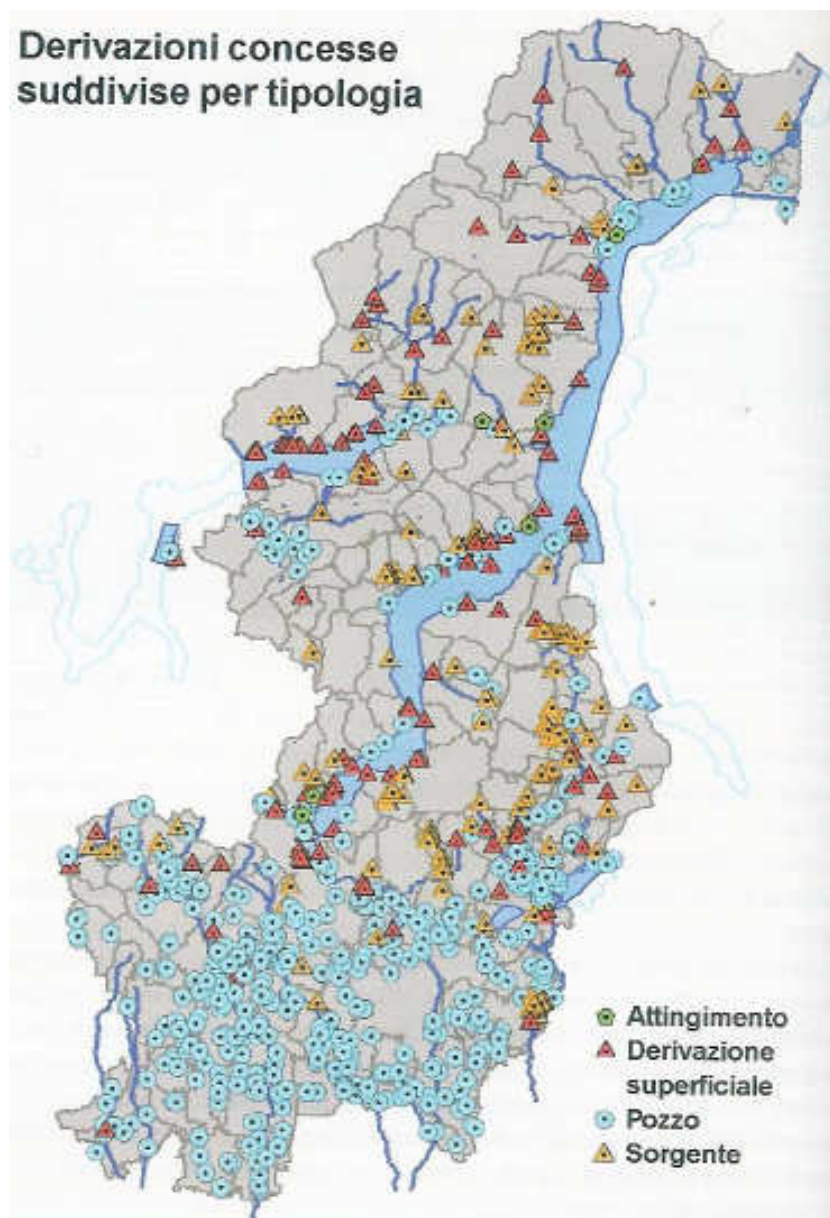 Derivazioni concesse
suddivise per tipologia
Attingimento
Derivazione
superficiale
Pozzo
Sorgente